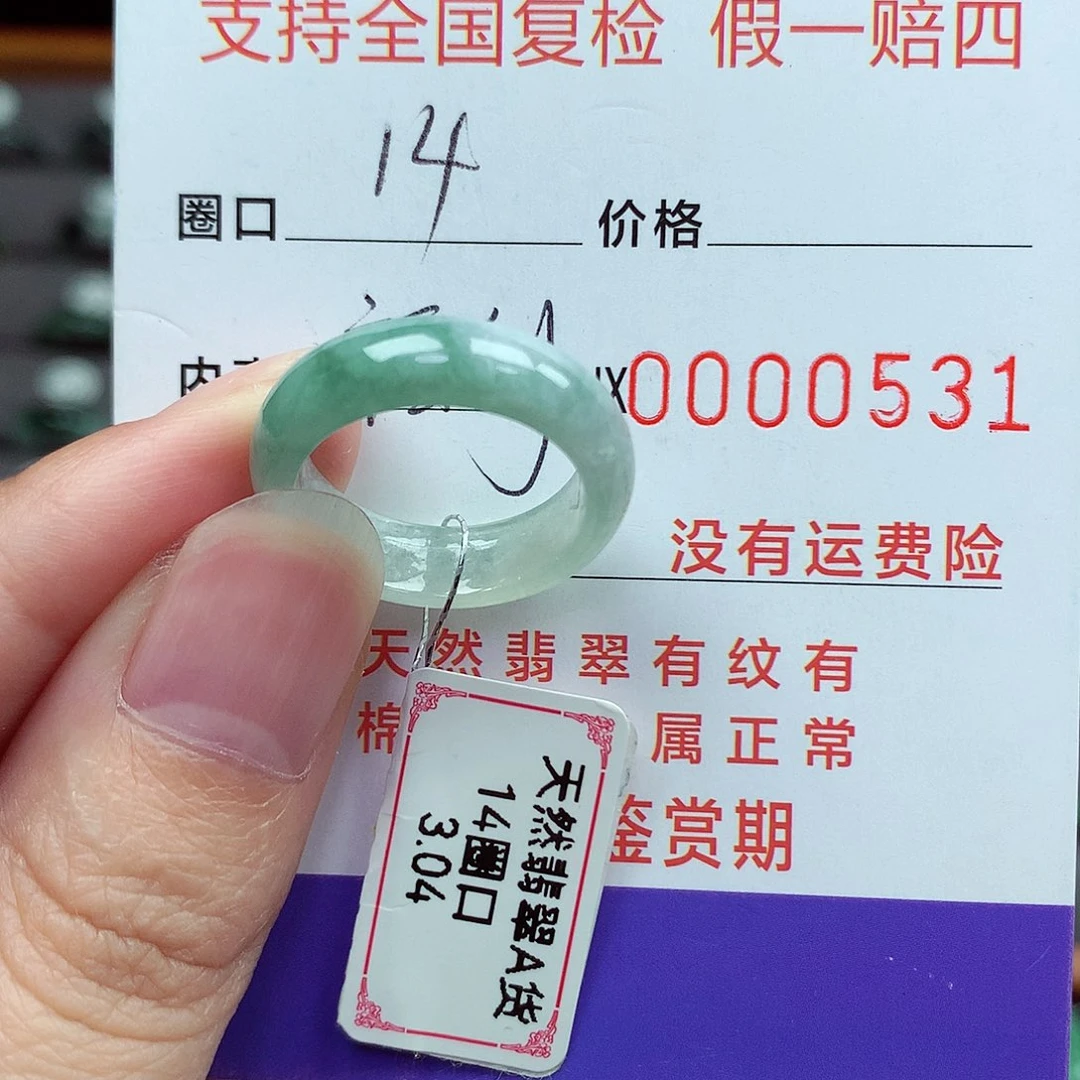 支持全国复检 假一赔四
圈口 14 价格
内 0000531
没有运费险
天然翡翠有纹有
棉 属正常
鉴赏期
天然翡翠A货
14圈口
3.04